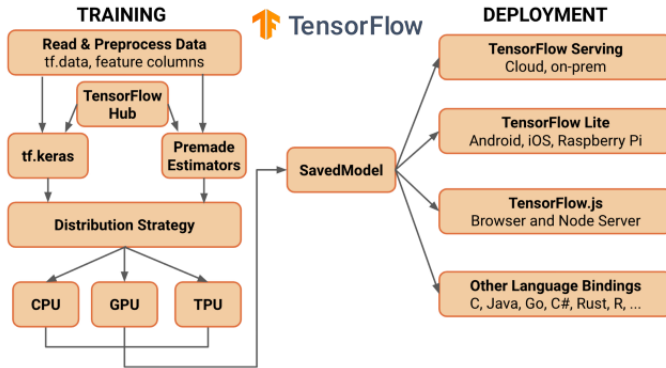 TRAINING
TensorFlow
DEPLOYMENT
Read & Preprocess Data
tf.data, feature columns
TensorFlow
Hub
tf.keras
Premade
Estimators
Distribution Strategy
CPU
GPU
TPU
SavedModel
TensorFlow Serving
Cloud, on-prem
TensorFlow Lite
Android, iOS, Raspberry Pi
TensorFlow.js
Browser and Node Server
Other Language Bindings
C, Java, Go, C#, Rust, R, ...